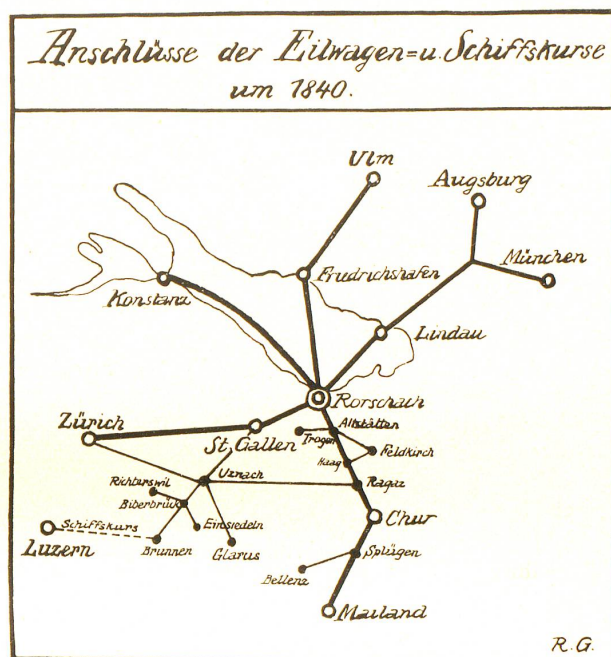 Anschlüsse der Eilwagen=u. Schiffskurse
um 1840.
Ulm
Augsburg
München
Friedrichshafen
Konstanz
Lindau
Rorschach
Zürich
St. Gallen
Altstätten
Trogen
Feldkirch
Haag
Uznach
Ragaz
Richterswil
Biberbrück
Einsiedeln
Chur
Schiffskurs
Luzern
Brunnen
Glarus
Splügen
Bellenz
Mailand
R.G.